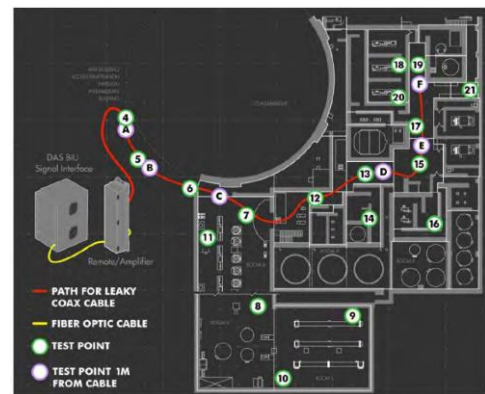 4
A
5
B
6
C
7
11
12
13
D
14
15
E
16
17
F
18
19
20
21
8
9
10
DAS BIU
Signal Interface
Remote/Amplifier
PATH FOR LEAKY
COAX CABLE
FIBER OPTIC CABLE
TEST POINT
TEST POINT 1M
FROM CABLE